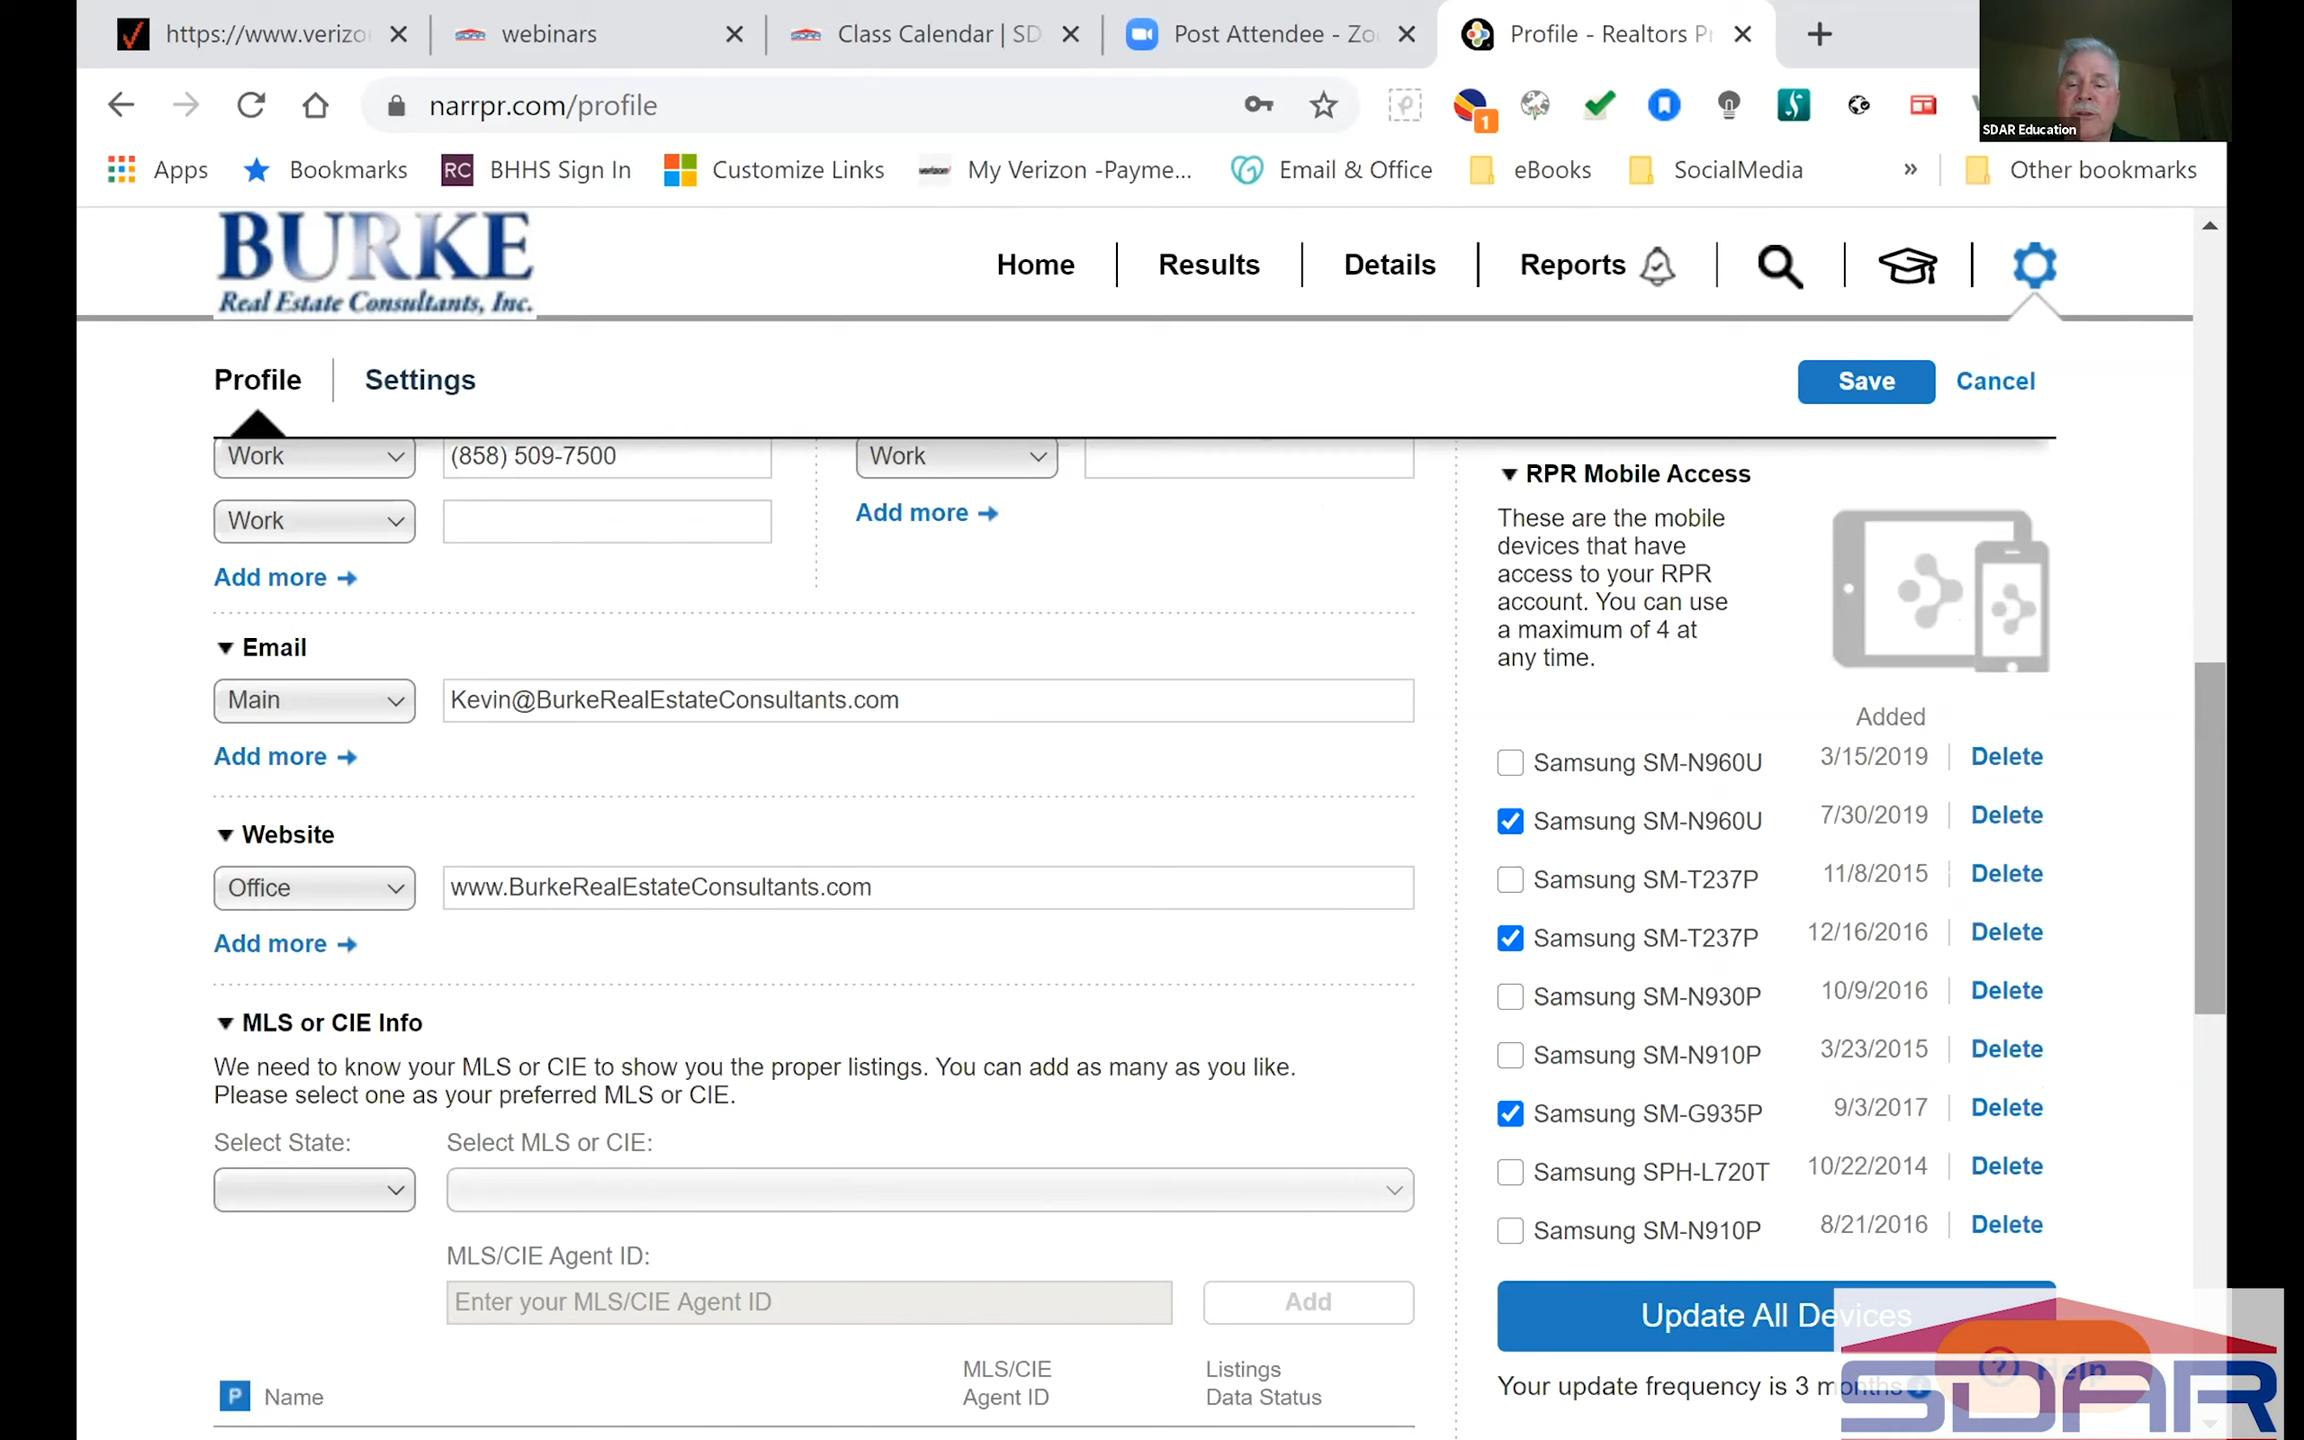 https://www.verizo
webinars
Class Calendar | SD
Post Attendee - Zo
Profile - Realtors P
narrpr.com/profile
1
SDAR Education
Apps
Bookmarks
RC
BHHS Sign In
Customize Links
verizon
My Verizon -Payme...
Email & Office
eBooks
SocialMedia
»
Other bookmarks
BURKE
Real Estate Consultants, Inc.
Home
Results
Details
Reports
Profile
Settings
Save
Cancel
Work
(858) 509-7500
Work
Work
Add more
Add more
Email
Main
Kevin@BurkeRealEstateConsultants.com
Add more
Website
Office
www.BurkeRealEstateConsultants.com
Add more
MLS or CIE Info
We need to know your MLS or CIE to show you the proper listings. You can add as many as you like.
Please select one as your preferred MLS or CIE.
Select State:
Select MLS or CIE:
MLS/CIE Agent ID:
Enter your MLS/CIE Agent ID
Add
P
Name
MLS/CIE
Agent ID
Listings
Data Status
RPR Mobile Access
These are the mobile
devices that have
access to your RPR
account. You can use
a maximum of 4 at
any time.
Added
Samsung SM-N960U 3/15/2019 Delete
Samsung SM-N960U 7/30/2019 Delete
Samsung SM-T237P 11/8/2015 Delete
Samsung SM-T237P 12/16/2016 Delete
Samsung SM-N930P 10/9/2016 Delete
Samsung SM-N910P 3/23/2015 Delete
Samsung SM-G935P 9/3/2017 Delete
Samsung SPH-L720T 10/22/2014 Delete
Samsung SM-N910P 8/21/2016 Delete
Update All Devices
Your update frequency is 3 months
Help
SDAR